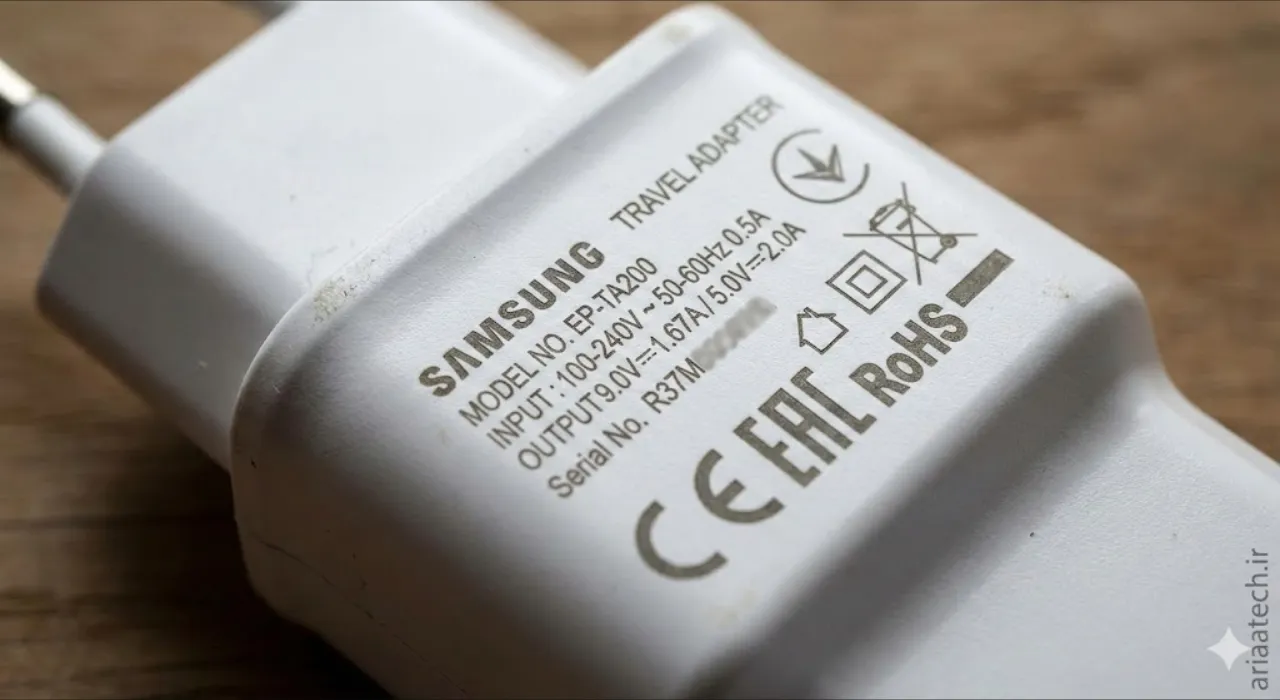 SAMSUNG TRAVEL ADAPTER
MODEL NO. EP-TA200
INPUT : 100-240V ~ 50-60Hz 0.5A
OUTPUT 9.0V⎓1.67A / 5.0V⎓2.0A
Serial No. R37M
CE EAC RoHS
ariaatech.ir